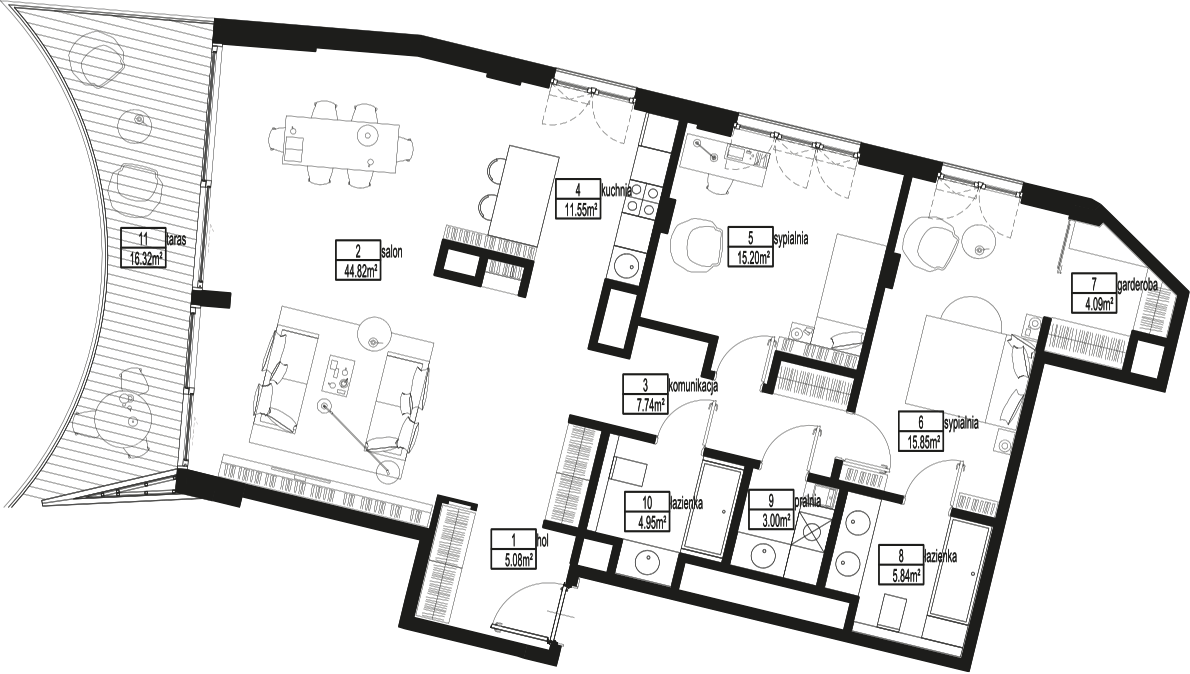 1
hol
5.08m²
2
salon
44.82m²
3
komunikacja
7.74m²
4
kuchnia
11.55m²
5
sypialnia
15.20m²
6
sypialnia
15.85m²
7
garderoba
4.09m²
8
łazienka
5.84m²
9
pralnia
3.00m²
10
łazienka
4.95m²
11
taras
16.32m²